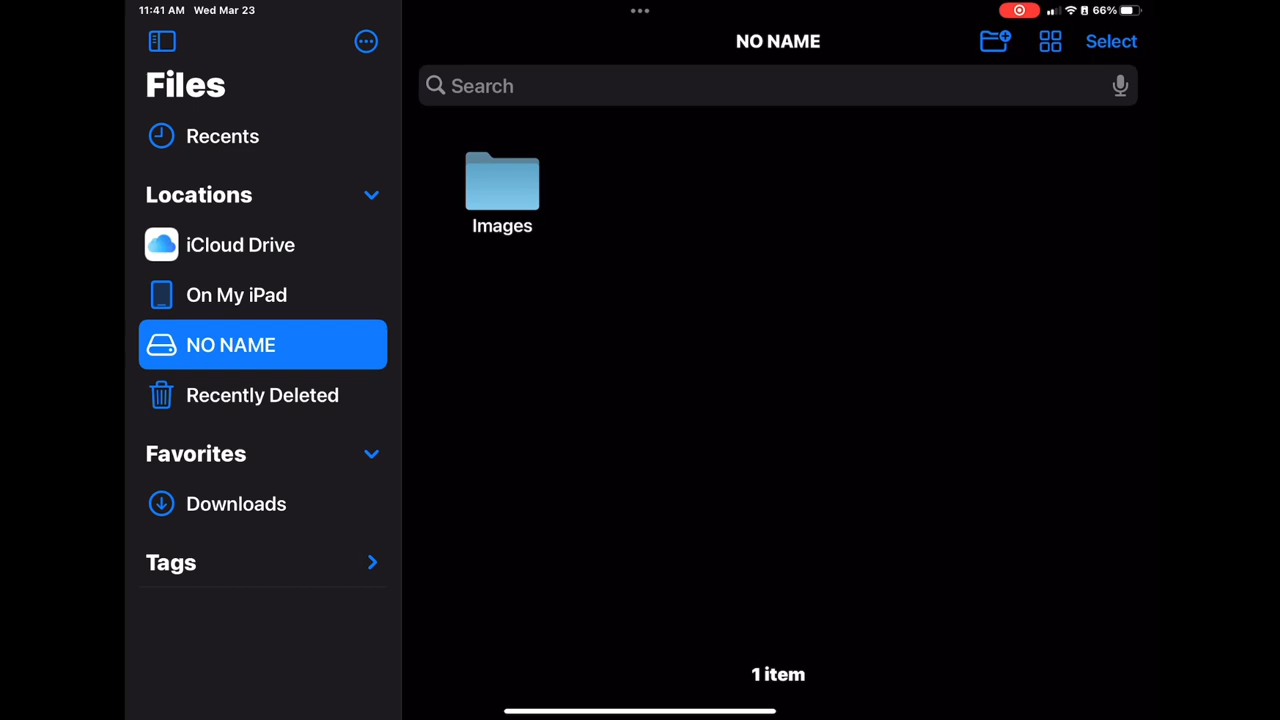 11:41 AM Wed Mar 23
66%
Files
Recents
Locations
iCloud Drive
On My iPad
NO NAME
Recently Deleted
Favorites
Downloads
Tags
NO NAME
Select
Search
Images
1 item